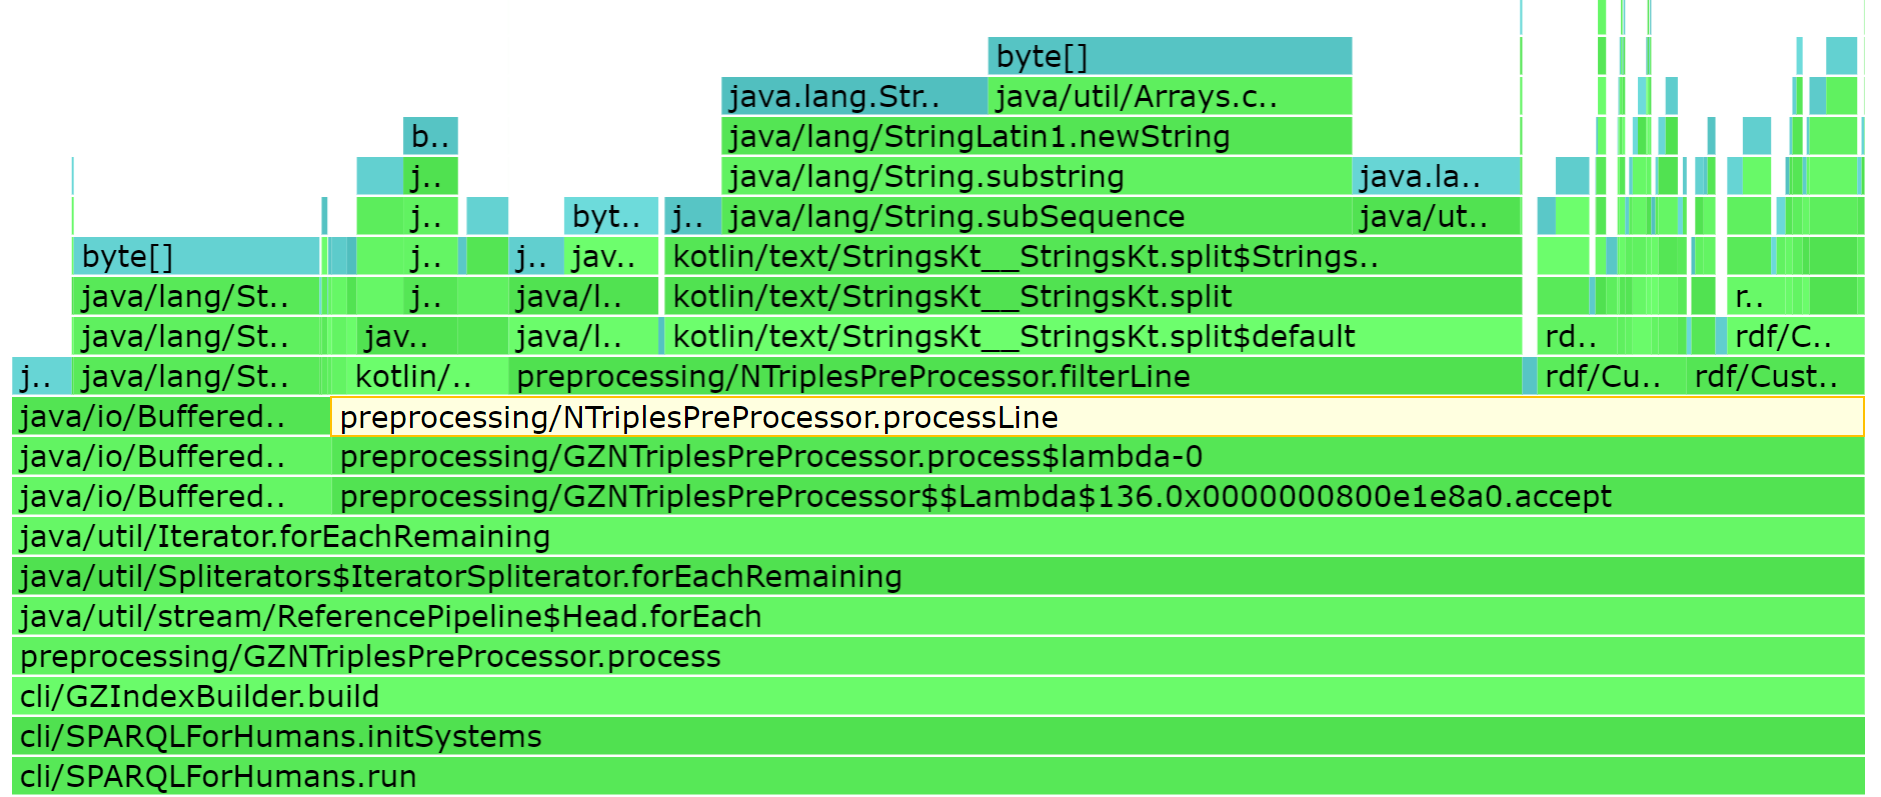 byte[]
java.lang.Str.. java/util/Arrays.c..
b.. java/lang/StringLatin1.newString
j.. java/lang/String.substring java.la..
j.. byt.. j.. java/lang/String.subSequence java/ut..
byte[] j.. j.. jav.. kotlin/text/StringsKt__StringsKt.split$Strings..
java/lang/St.. j.. java/l.. kotlin/text/StringsKt__StringsKt.split r..
java/lang/St.. jav.. java/l.. kotlin/text/StringsKt__StringsKt.split$default rd.. rdf/C..
j.. java/lang/St.. kotlin/.. preprocessing/NTriplesPreProcessor.filterLine rdf/Cu.. rdf/Cust..
java/io/Buffered.. preprocessing/NTriplesPreProcessor.processLine
java/io/Buffered.. preprocessing/GZNTriplesPreProcessor.process$lambda-0
java/io/Buffered.. preprocessing/GZNTriplesPreProcessor$$Lambda$136.0x0000000800e1e8a0.accept
java/util/Iterator.forEachRemaining
java/util/Spliterators$IteratorSpliterator.forEachRemaining
java/util/stream/ReferencePipeline$Head.forEach
preprocessing/GZNTriplesPreProcessor.process
cli/GZIndexBuilder.build
cli/SPARQLForHumans.initSystems
cli/SPARQLForHumans.run